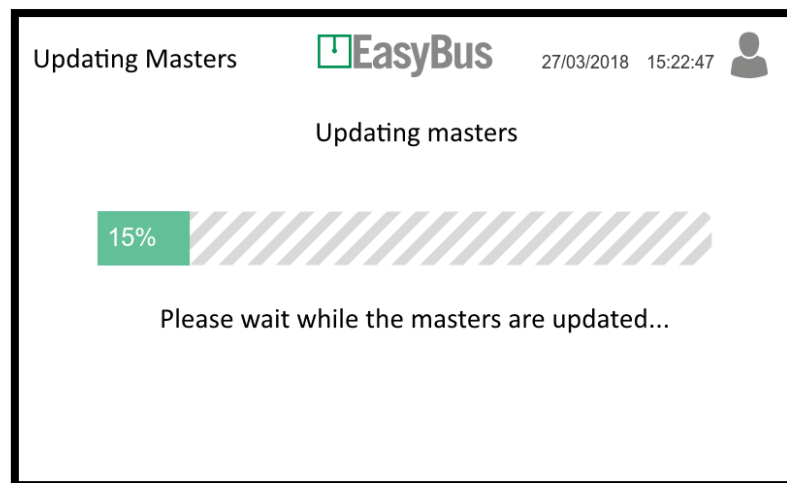 Updating Masters
EasyBus
27/03/2018 15:22:47
Updating masters
15%
Please wait while the masters are updated...